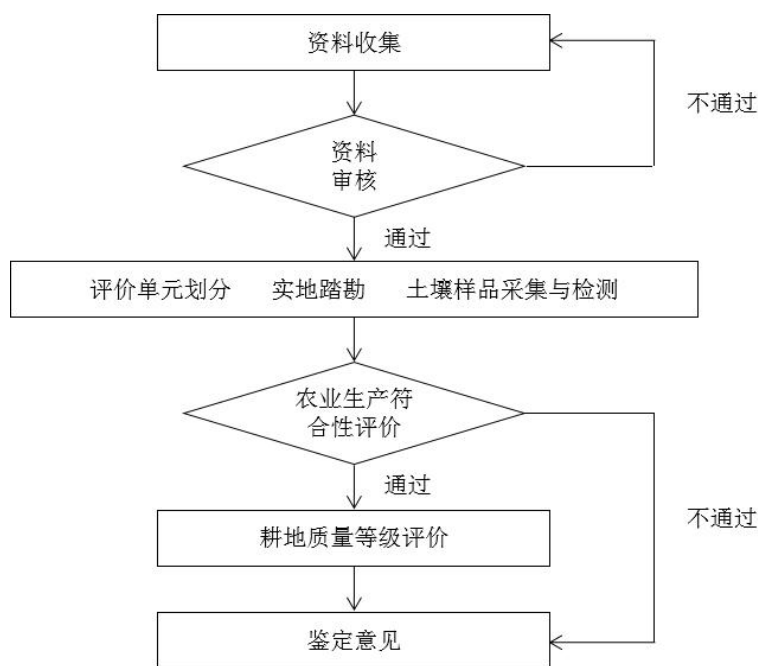 资料收集
不通过
资料
审核
通过
评价单元划分 实地踏勘 土壤样品采集与检测
农业生产符
合性评价
通过
不通过
耕地质量等级评价
鉴定意见